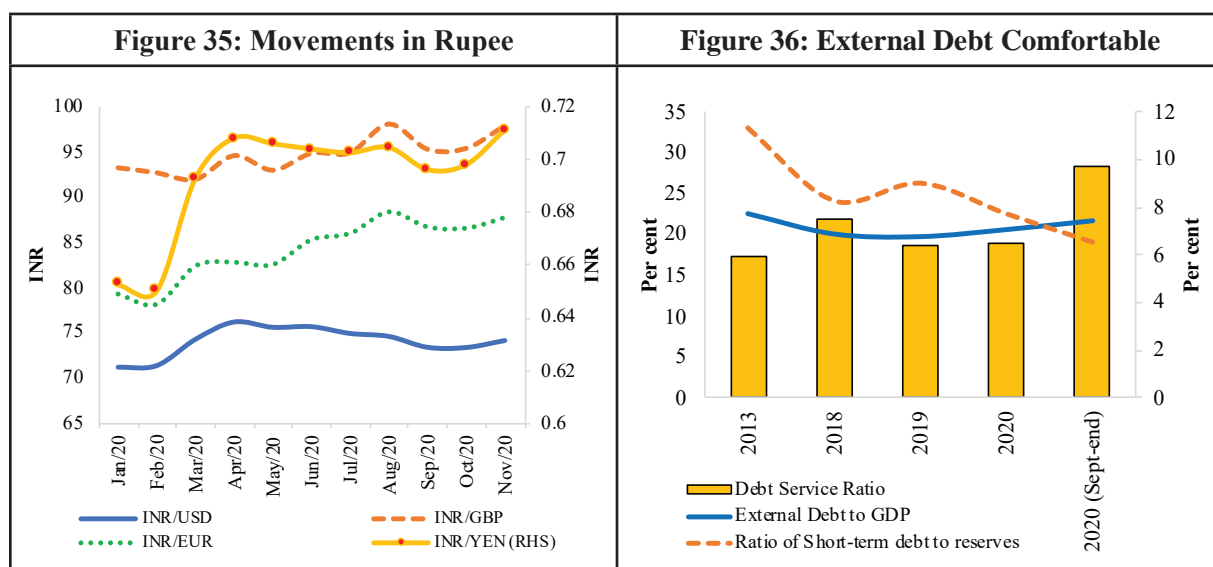 Figure 35: Movements in Rupee
INR
100
95
90
85
80
75
70
65
0.72
0.7
0.68
0.66
0.64
0.62
0.6
INR
Jan/20
Feb/20
Mar/20
Apr/20
May/20
Jun/20
Jul/20
Aug/20
Sep/20
Oct/20
Nov/20
INR/USD
INR/GBP
INR/EUR
INR/YEN (RHS)
Figure 36: External Debt Comfortable
Per cent
35
30
25
20
15
10
5
0
12
10
8
6
4
2
0
Per cent
2013
2018
2019
2020
2020 (Sept-end)
Debt Service Ratio
External Debt to GDP
Ratio of Short-term debt to reserves